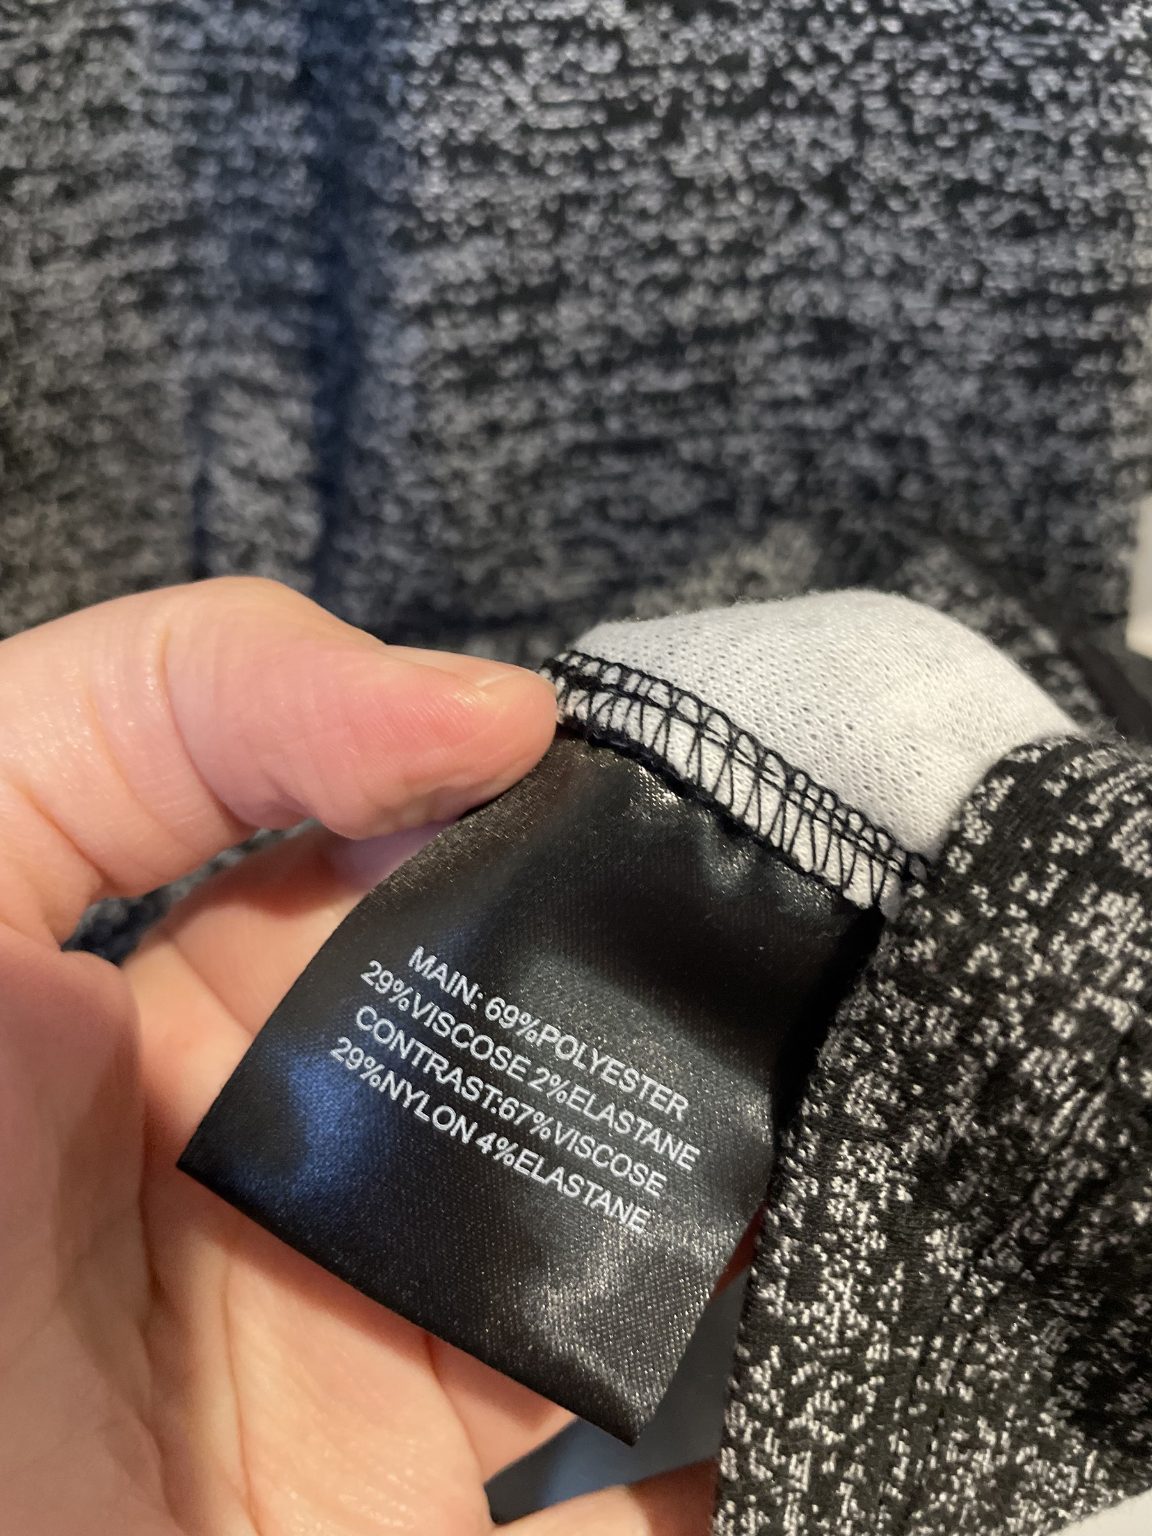 MAIN: 69%POLYESTER
29%VISCOSE 2%ELASTANE
CONTRAST:67%VISCOSE
29%NYLON 4%ELASTANE